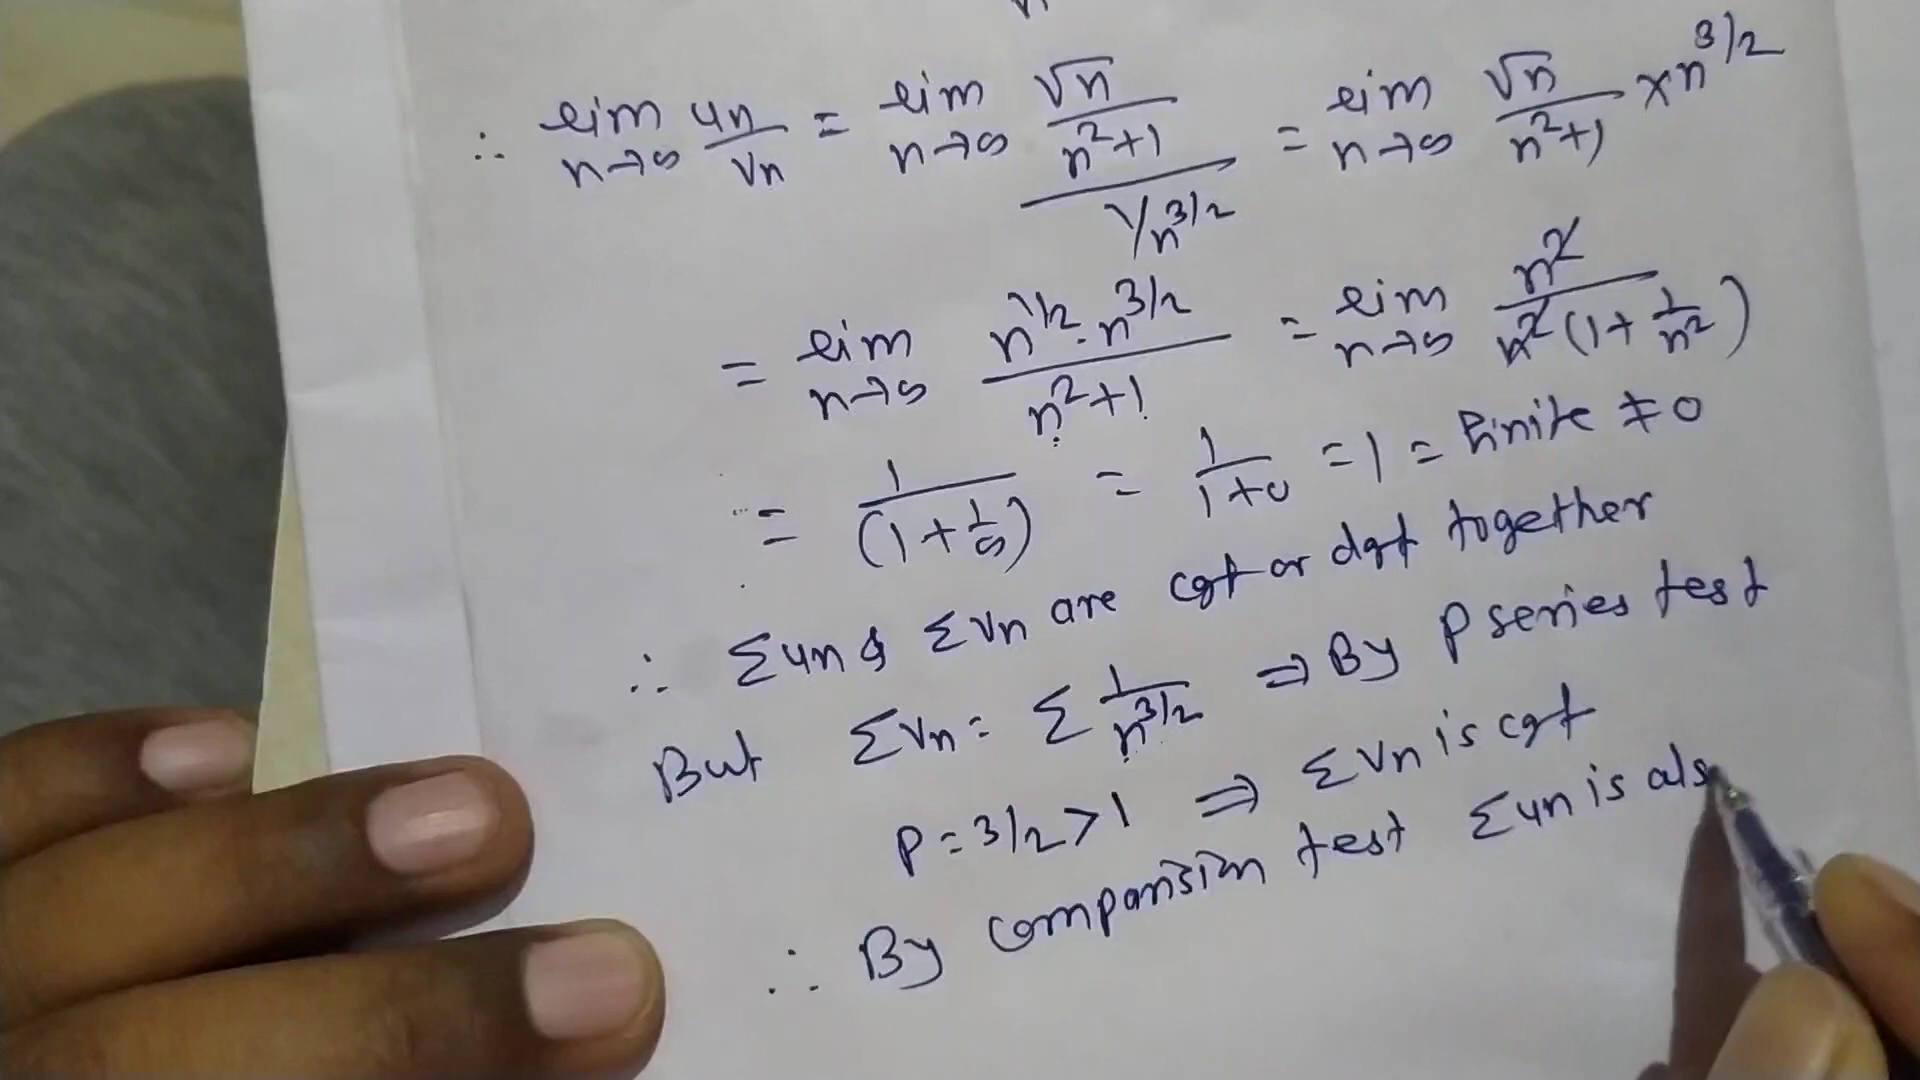 ∴ lim n→∞ un/vn = lim n→∞ (√n/(n²+1))/(1/n^3/2) = lim n→∞ √n/(n²+1) × n^3/2
= lim n→∞ (n^1/2 · n^3/2)/(n²+1) = lim n→∞ n²/(n²(1+1/n²))
= 1/(1+1/∞) = 1/(1+0) = 1 = finite ≠ 0
∴ Σun & Σvn are cgt or dgt together
But Σvn = Σ 1/n^3/2 ⇒ By P series test
P = 3/2 > 1 ⇒ Σvn is cgt
∴ By comparision test Σun is als